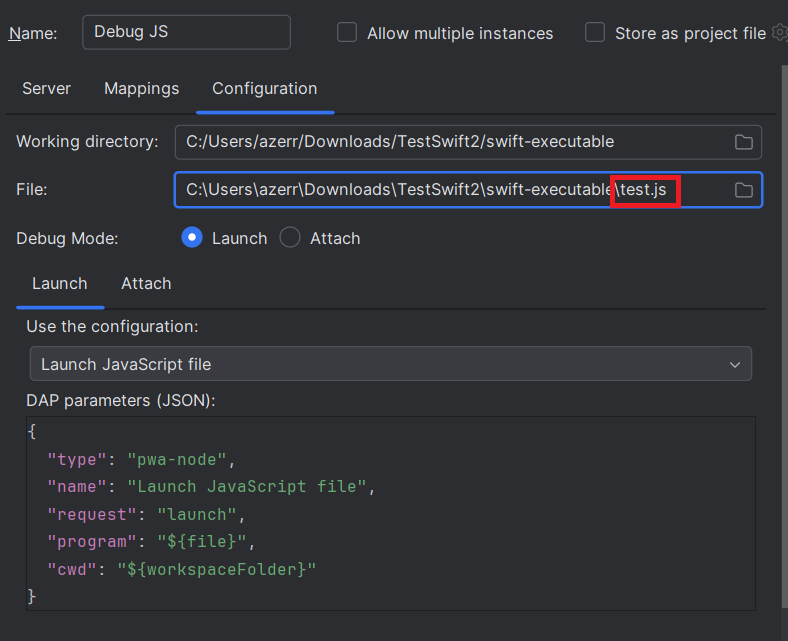 Name: Debug JS Allow multiple instances Store as project file
Server Mappings Configuration
Working directory: C:/Users/azerr/Downloads/TestSwift2/swift-executable
File: C:\Users\azerr\Downloads\TestSwift2\swift-executable\test.js
Debug Mode: Launch Attach
Launch Attach
Use the configuration:
Launch JavaScript file
DAP parameters (JSON):
{
"type": "pwa-node",
"name": "Launch JavaScript file",
"request": "launch",
"program": "${file}",
"cwd": "${workspaceFolder}"
}